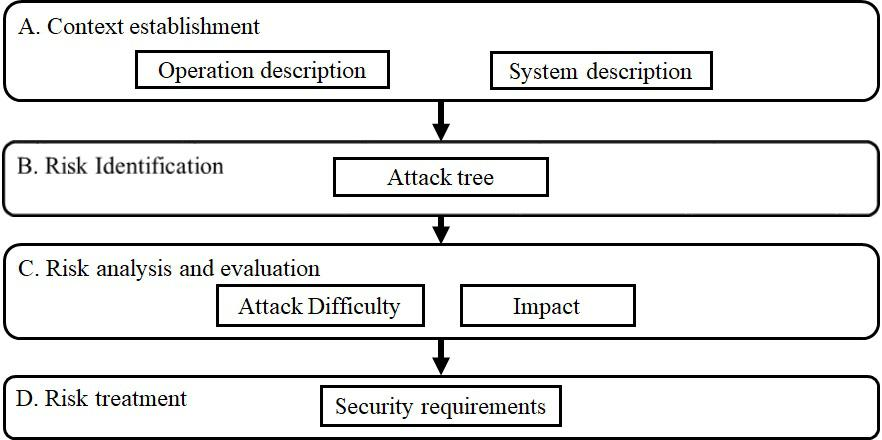 A. Context establishment
Operation description
System description
B. Risk Identification
Attack tree
C. Risk analysis and evaluation
Attack Difficulty
Impact
D. Risk treatment
Security requirements